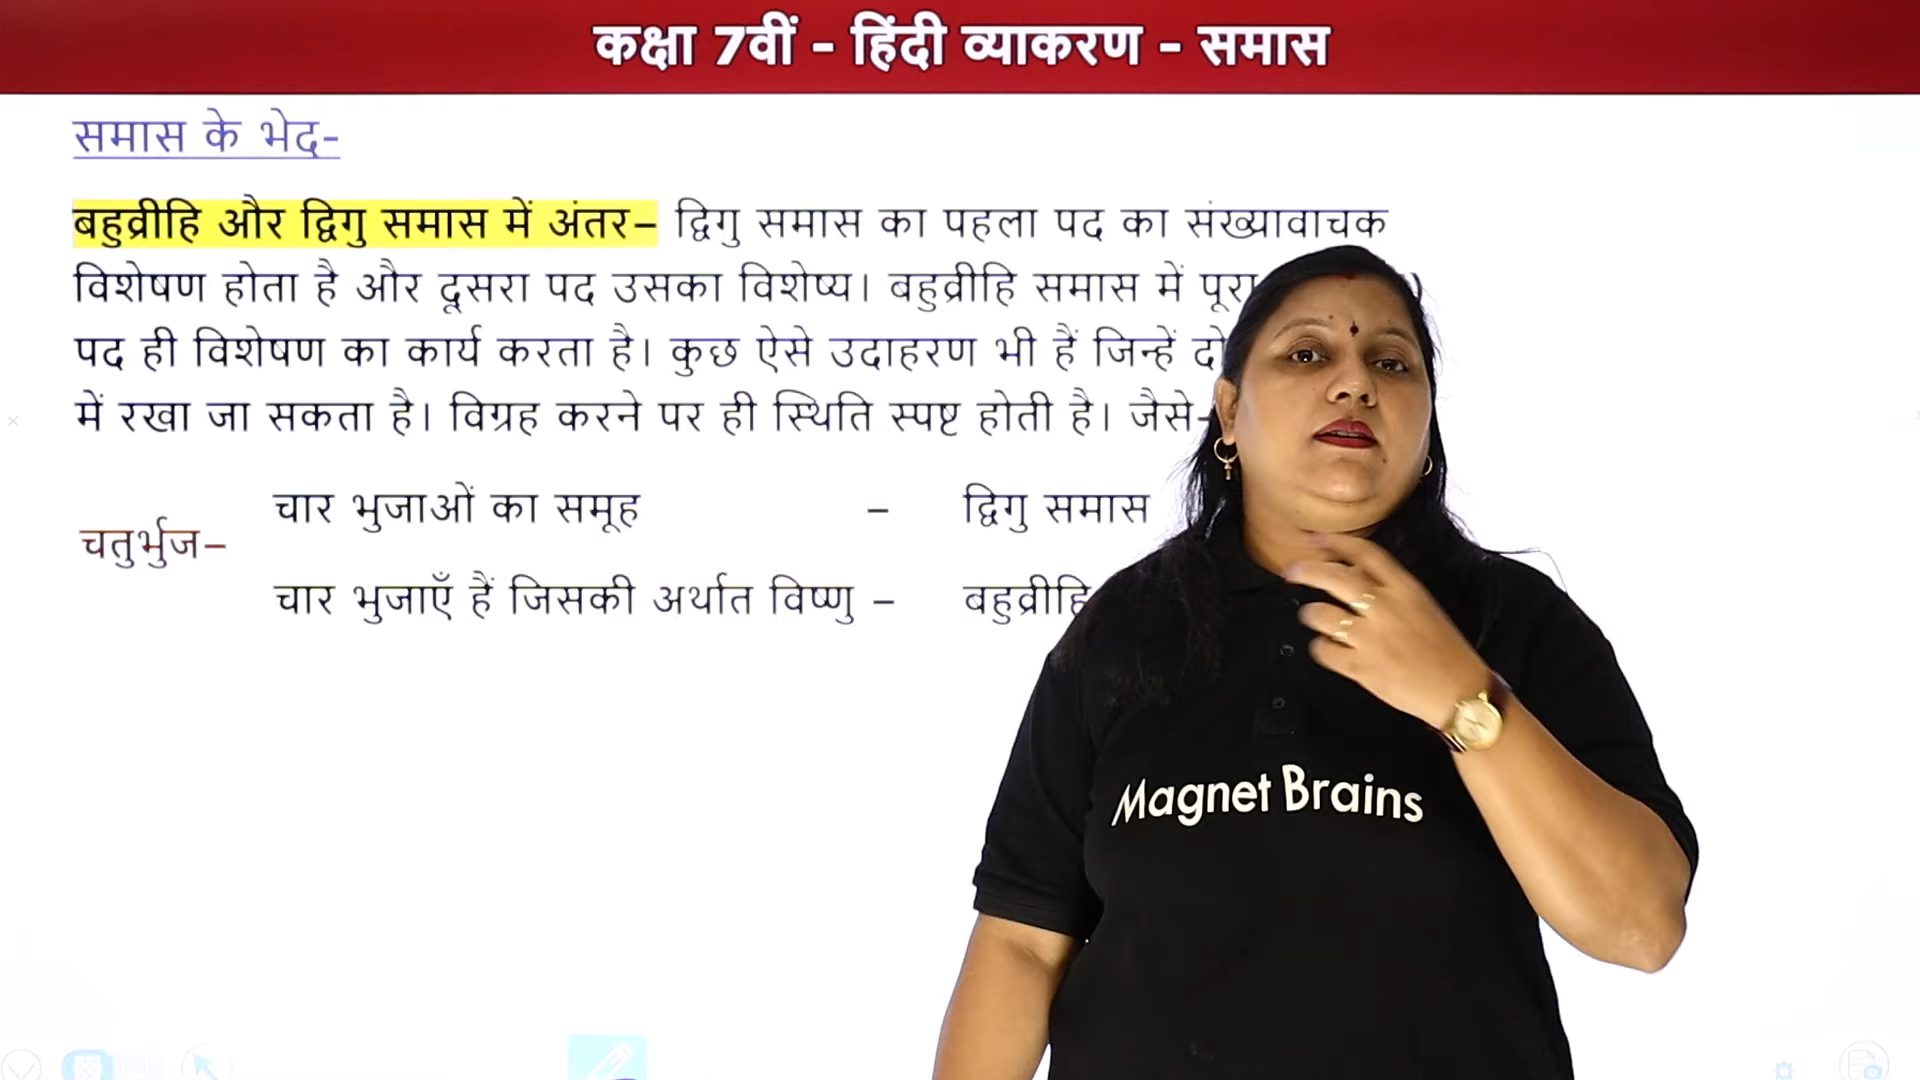 कक्षा 7वीं - हिंदी व्याकरण - समास
समास के भेद-
बहुव्रीहि और द्विगु समास में अंतर– द्विगु समास का पहला पद का संख्यावाचक
विशेषण होता है और दूसरा पद उसका विशेष्य। बहुव्रीहि समास में पूरा
पद ही विशेषण का कार्य करता है। कुछ ऐसे उदाहरण भी हैं जिन्हें
में रखा जा सकता है। विग्रह करने पर ही स्थिति स्पष्ट होती है। जैसे-
चार भुजाओं का समूह – द्विगु समास
चतुर्भुज–
चार भुजाएँ हैं जिसकी अर्थात विष्णु – बहुव्रीहि
Magnet Brains